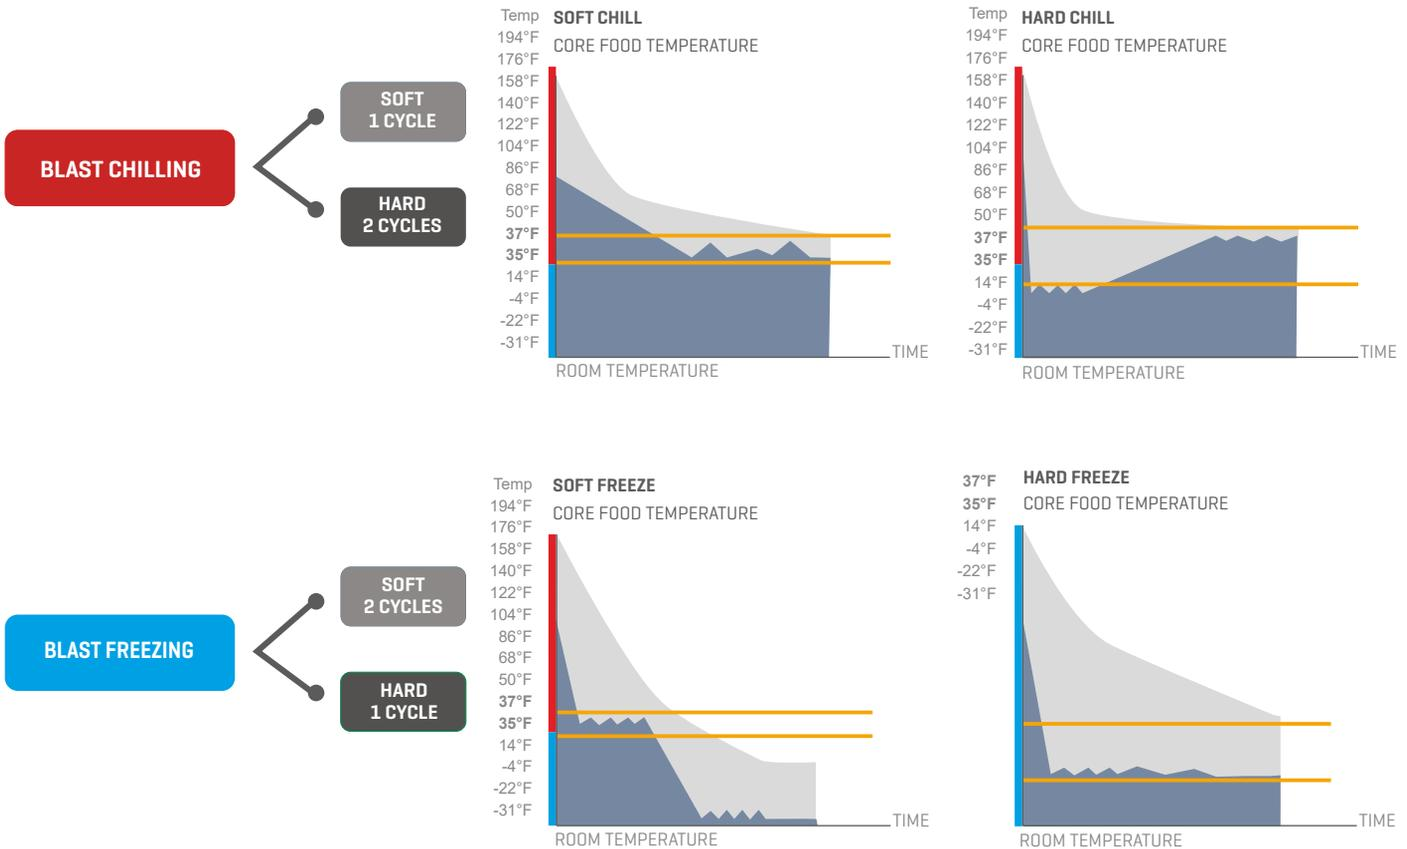 BLAST CHILLING
SOFT
1 CYCLE
HARD
2 CYCLES
Temp
194°F
176°F
158°F
140°F
122°F
104°F
86°F
68°F
50°F
37°F
35°F
14°F
-4°F
-22°F
-31°F
SOFT CHILL
CORE FOOD TEMPERATURE
TIME
ROOM TEMPERATURE
Temp
194°F
176°F
158°F
140°F
122°F
104°F
86°F
68°F
50°F
37°F
35°F
14°F
-4°F
-22°F
-31°F
HARD CHILL
CORE FOOD TEMPERATURE
TIME
ROOM TEMPERATURE
BLAST FREEZING
SOFT
2 CYCLES
HARD
1 CYCLE
Temp
194°F
176°F
158°F
140°F
122°F
104°F
86°F
68°F
50°F
37°F
35°F
14°F
-4°F
-22°F
-31°F
SOFT FREEZE
CORE FOOD TEMPERATURE
TIME
ROOM TEMPERATURE
37°F
35°F
14°F
-4°F
-22°F
-31°F
HARD FREEZE
CORE FOOD TEMPERATURE
TIME
ROOM TEMPERATURE